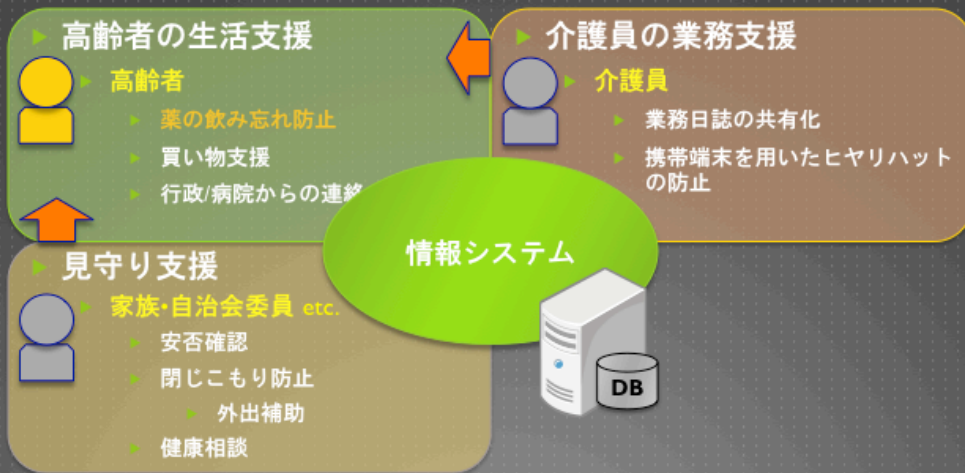 高齢者の生活支援
高齢者
薬の飲み忘れ防止
買い物支援
行政/病院からの連絡
介護員の業務支援
介護員
業務日誌の共有化
携帯端末を用いたヒヤリハット
の防止
情報システム
見守り支援
家族・自治会委員 etc.
安否確認
閉じこもり防止
外出補助
健康相談
DB